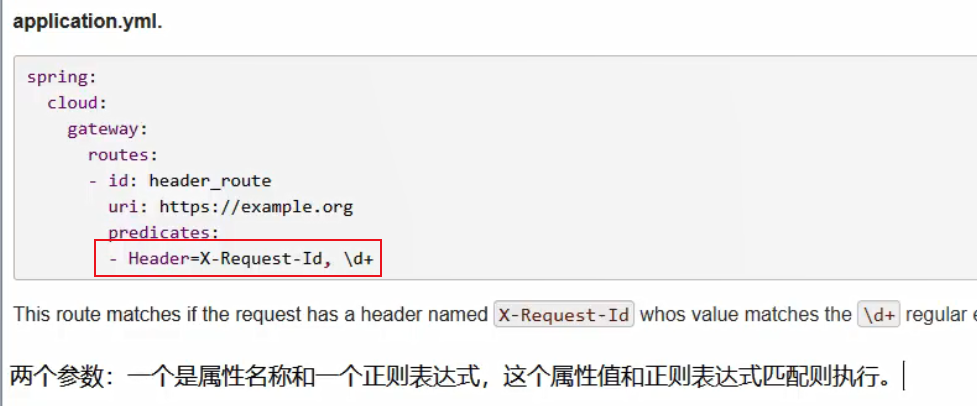 application.yml.
spring:
cloud:
gateway:
routes:
- id: header_route
uri: https://example.org
predicates:
- Header=X-Request-Id, \d+
This route matches if the request has a header named X-Request-Id whos value matches the \d+ regular
两个参数：一个是属性名称和一个正则表达式，这个属性值和正则表达式匹配则执行。